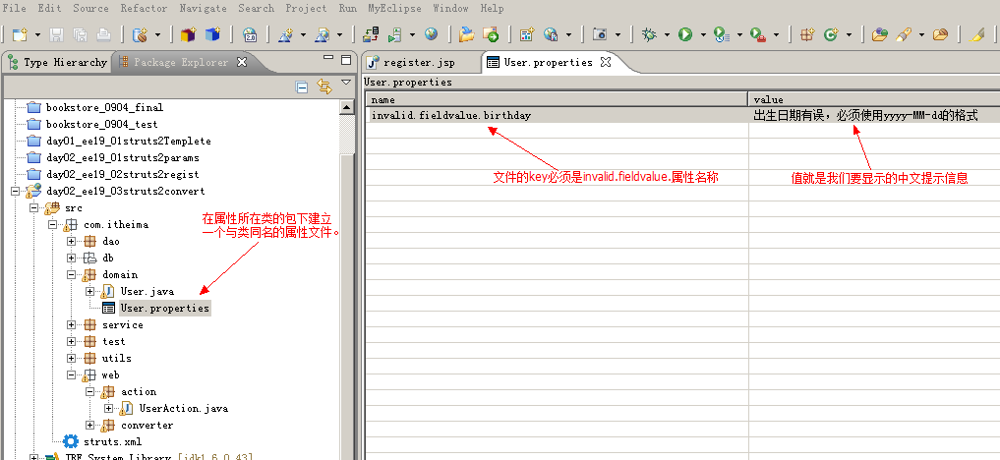 File Edit Source Refactor Navigate Search Project Run MyEclipse Window Help
Type Hierarchy Package Explorer
register.jsp User.properties
User.properties
name value
invalid.fieldvalue.birthday 出生日期有误，必须使用yyyy-MM-dd的格式
文件的key必须是invalid.fieldvalue.属性名称
值就是我们要显示的中文提示信息
bookstore_0904_final
bookstore_0904_test
day01_ee19_01struts2Templete
day02_ee19_01struts2params
day02_ee19_02struts2regist
day02_ee19_03struts2convert
src
com.itheima
在属性所在类的包下建立
一个与类同名的属性文件。
dao
db
domain
User.java
User.properties
service
test
utils
web
action
UserAction.java
converter
struts.xml
JRE System Library [jdk1.6.0_43]